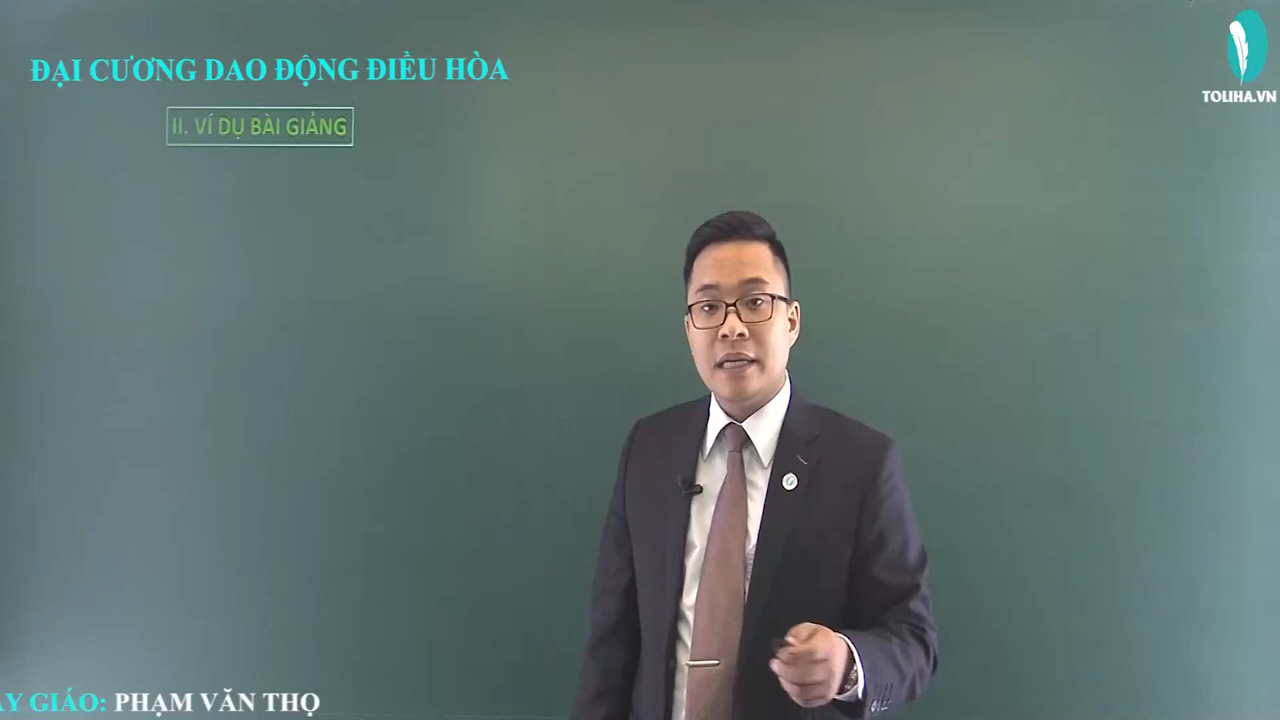 ĐẠI CƯƠNG DAO ĐỘNG ĐIỀU HÒA
II. VÍ DỤ BÀI GIẢNG
TOLIHA.VN
GIÁO: PHẠM VĂN THỌ